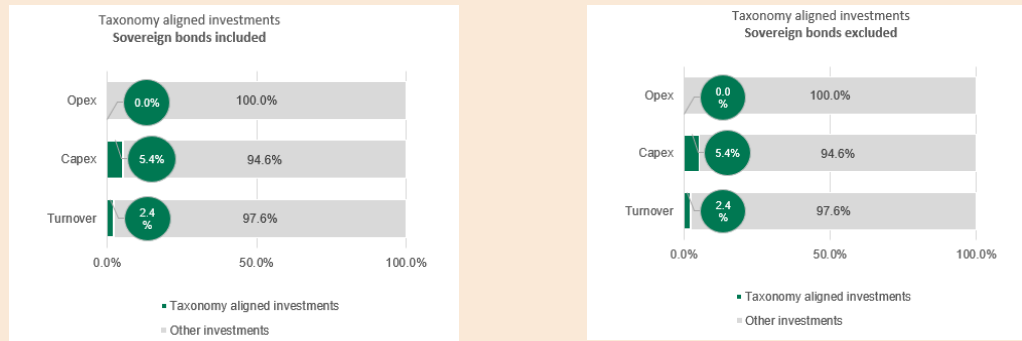 Taxonomy aligned investments
Sovereign bonds included
Opex
0.0%
100.0%
Capex
5.4%
94.6%
Turnover
2.4
%
97.6%
0.0%
50.0%
100.0%
Taxonomy aligned investments
Other investments
Taxonomy aligned investments
Sovereign bonds excluded
Opex
0.0
%
100.0%
Capex
5.4%
94.6%
Turnover
2.4
%
97.6%
0.0%
50.0%
100.0%
Taxonomy aligned investments
Other investments